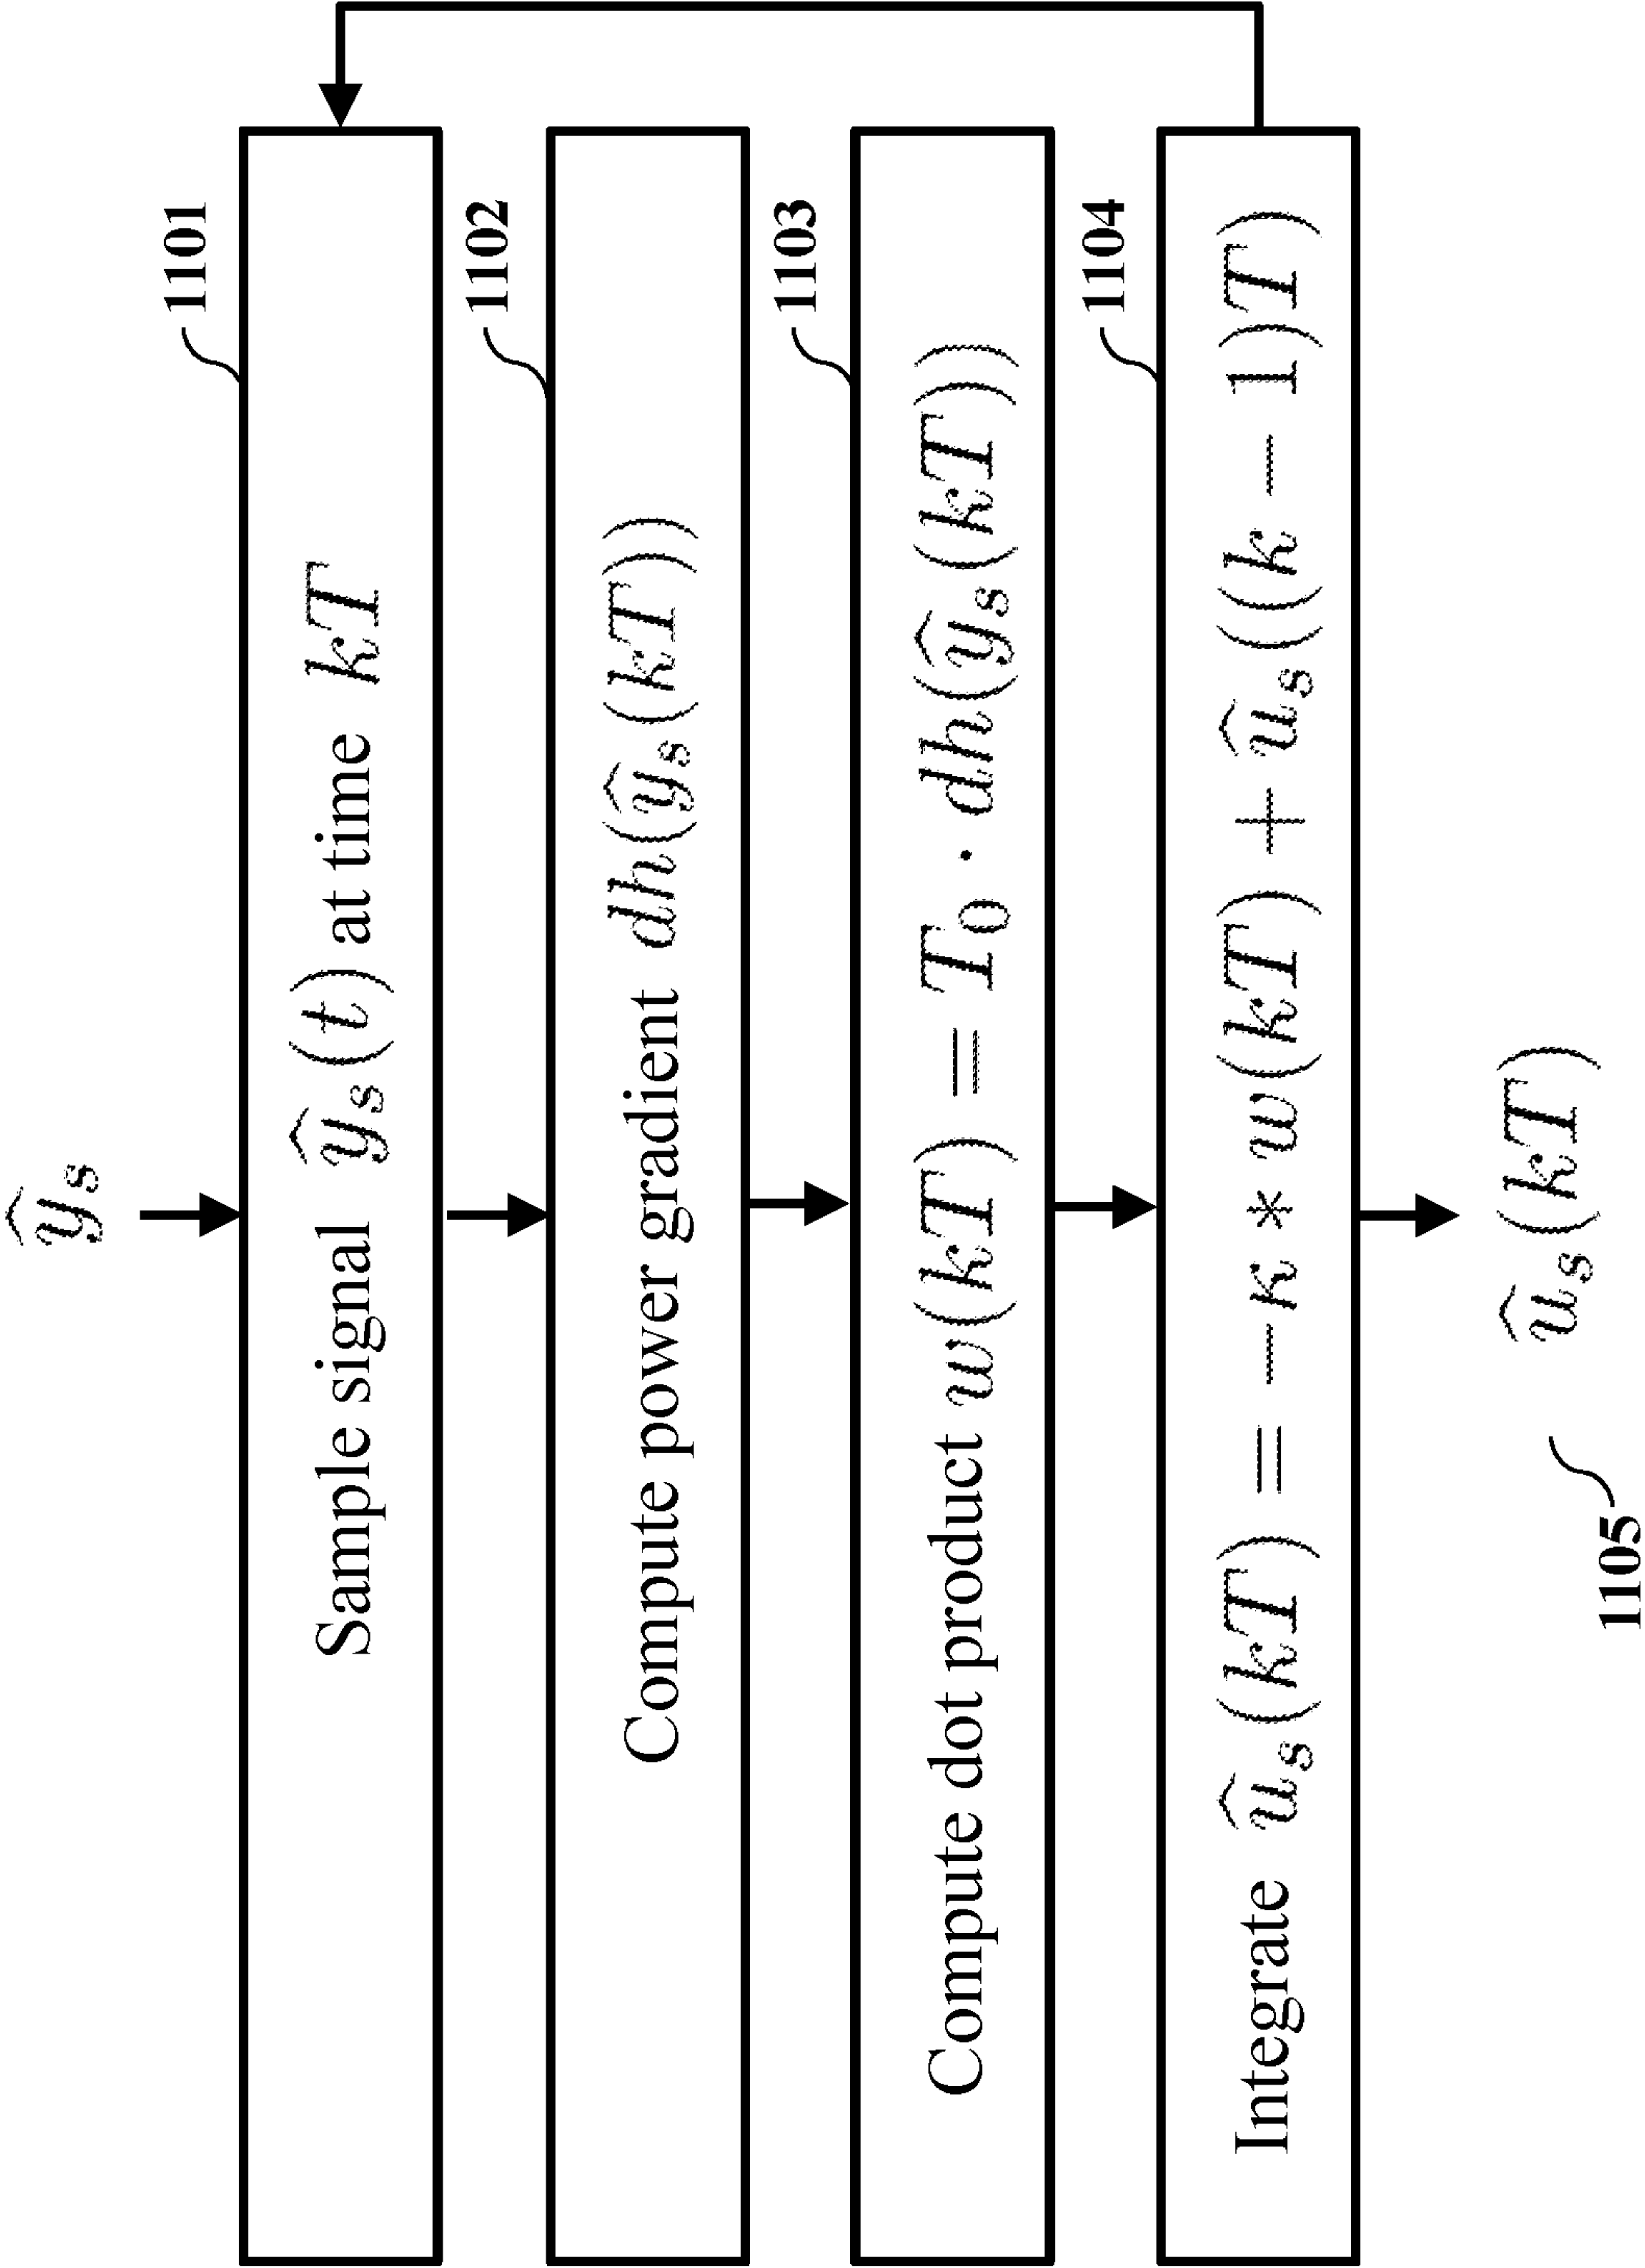 ŷₛ
1101
Sample signal ŷₛ(t) at time kT
1102
Compute power gradient dh(ŷₛ(kT))
1103
Compute dot product w(kT) = T₀ · dh(ŷₛ(kT))
1104
Integrate ûₛ(kT) = −κ * w(kT) + ûₛ((k − 1)T)
ûₛ(kT)
1105